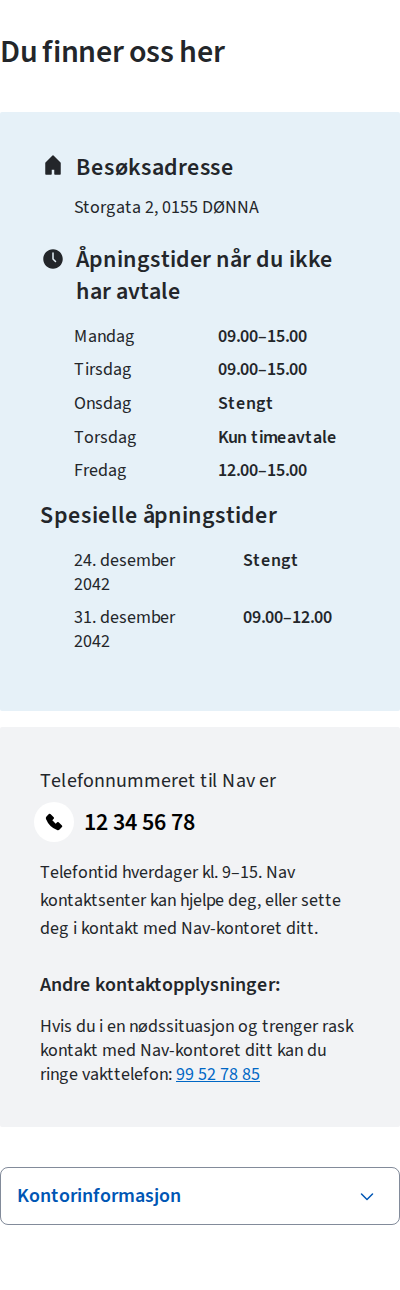 Du finner oss her
Besøksadresse
Storgata 2, 0155 DØNNA
Åpningstider når du ikke
har avtale
Mandag 09.00–15.00
Tirsdag 09.00–15.00
Onsdag Stengt
Torsdag Kun timeavtale
Fredag 12.00–15.00
Spesielle åpningstider
24. desember Stengt
2042
31. desember 09.00–12.00
2042
Telefonnummeret til Nav er
12 34 56 78
Telefontid hverdager kl. 9–15. Nav
kontaktsenter kan hjelpe deg, eller sette
deg i kontakt med Nav-kontoret ditt.
Andre kontaktopplysninger:
Hvis du i en nødssituasjon og trenger rask
kontakt med Nav-kontoret ditt kan du
ringe vakttelefon: 99 52 78 85
Kontorinformasjon